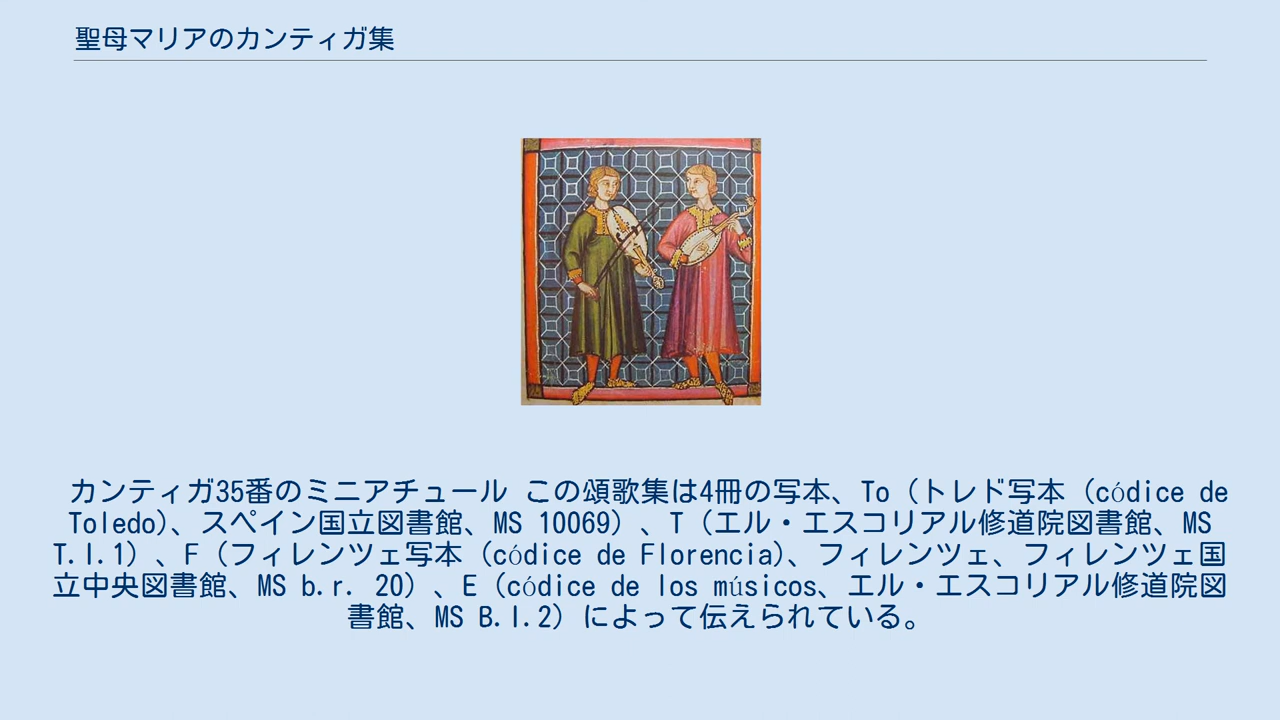 聖母マリアのカンティガ集
カンティガ35番のミニアチュール この頌歌集は4冊の写本、To (トレド写本 (códice de
Toledo)、スペイン国立図書館、MS 10069) 、T (エル・エスコリアル修道院図書館、MS
T.I.1) 、F (フィレンツェ写本 (códice de Florencia)、フィレンツェ、フィレンツェ国
立中央図書館、MS b.r. 20) 、E (códice de los músicos、エル・エスコリアル修道院図
書館、MS B.I.2) によって伝えられている。